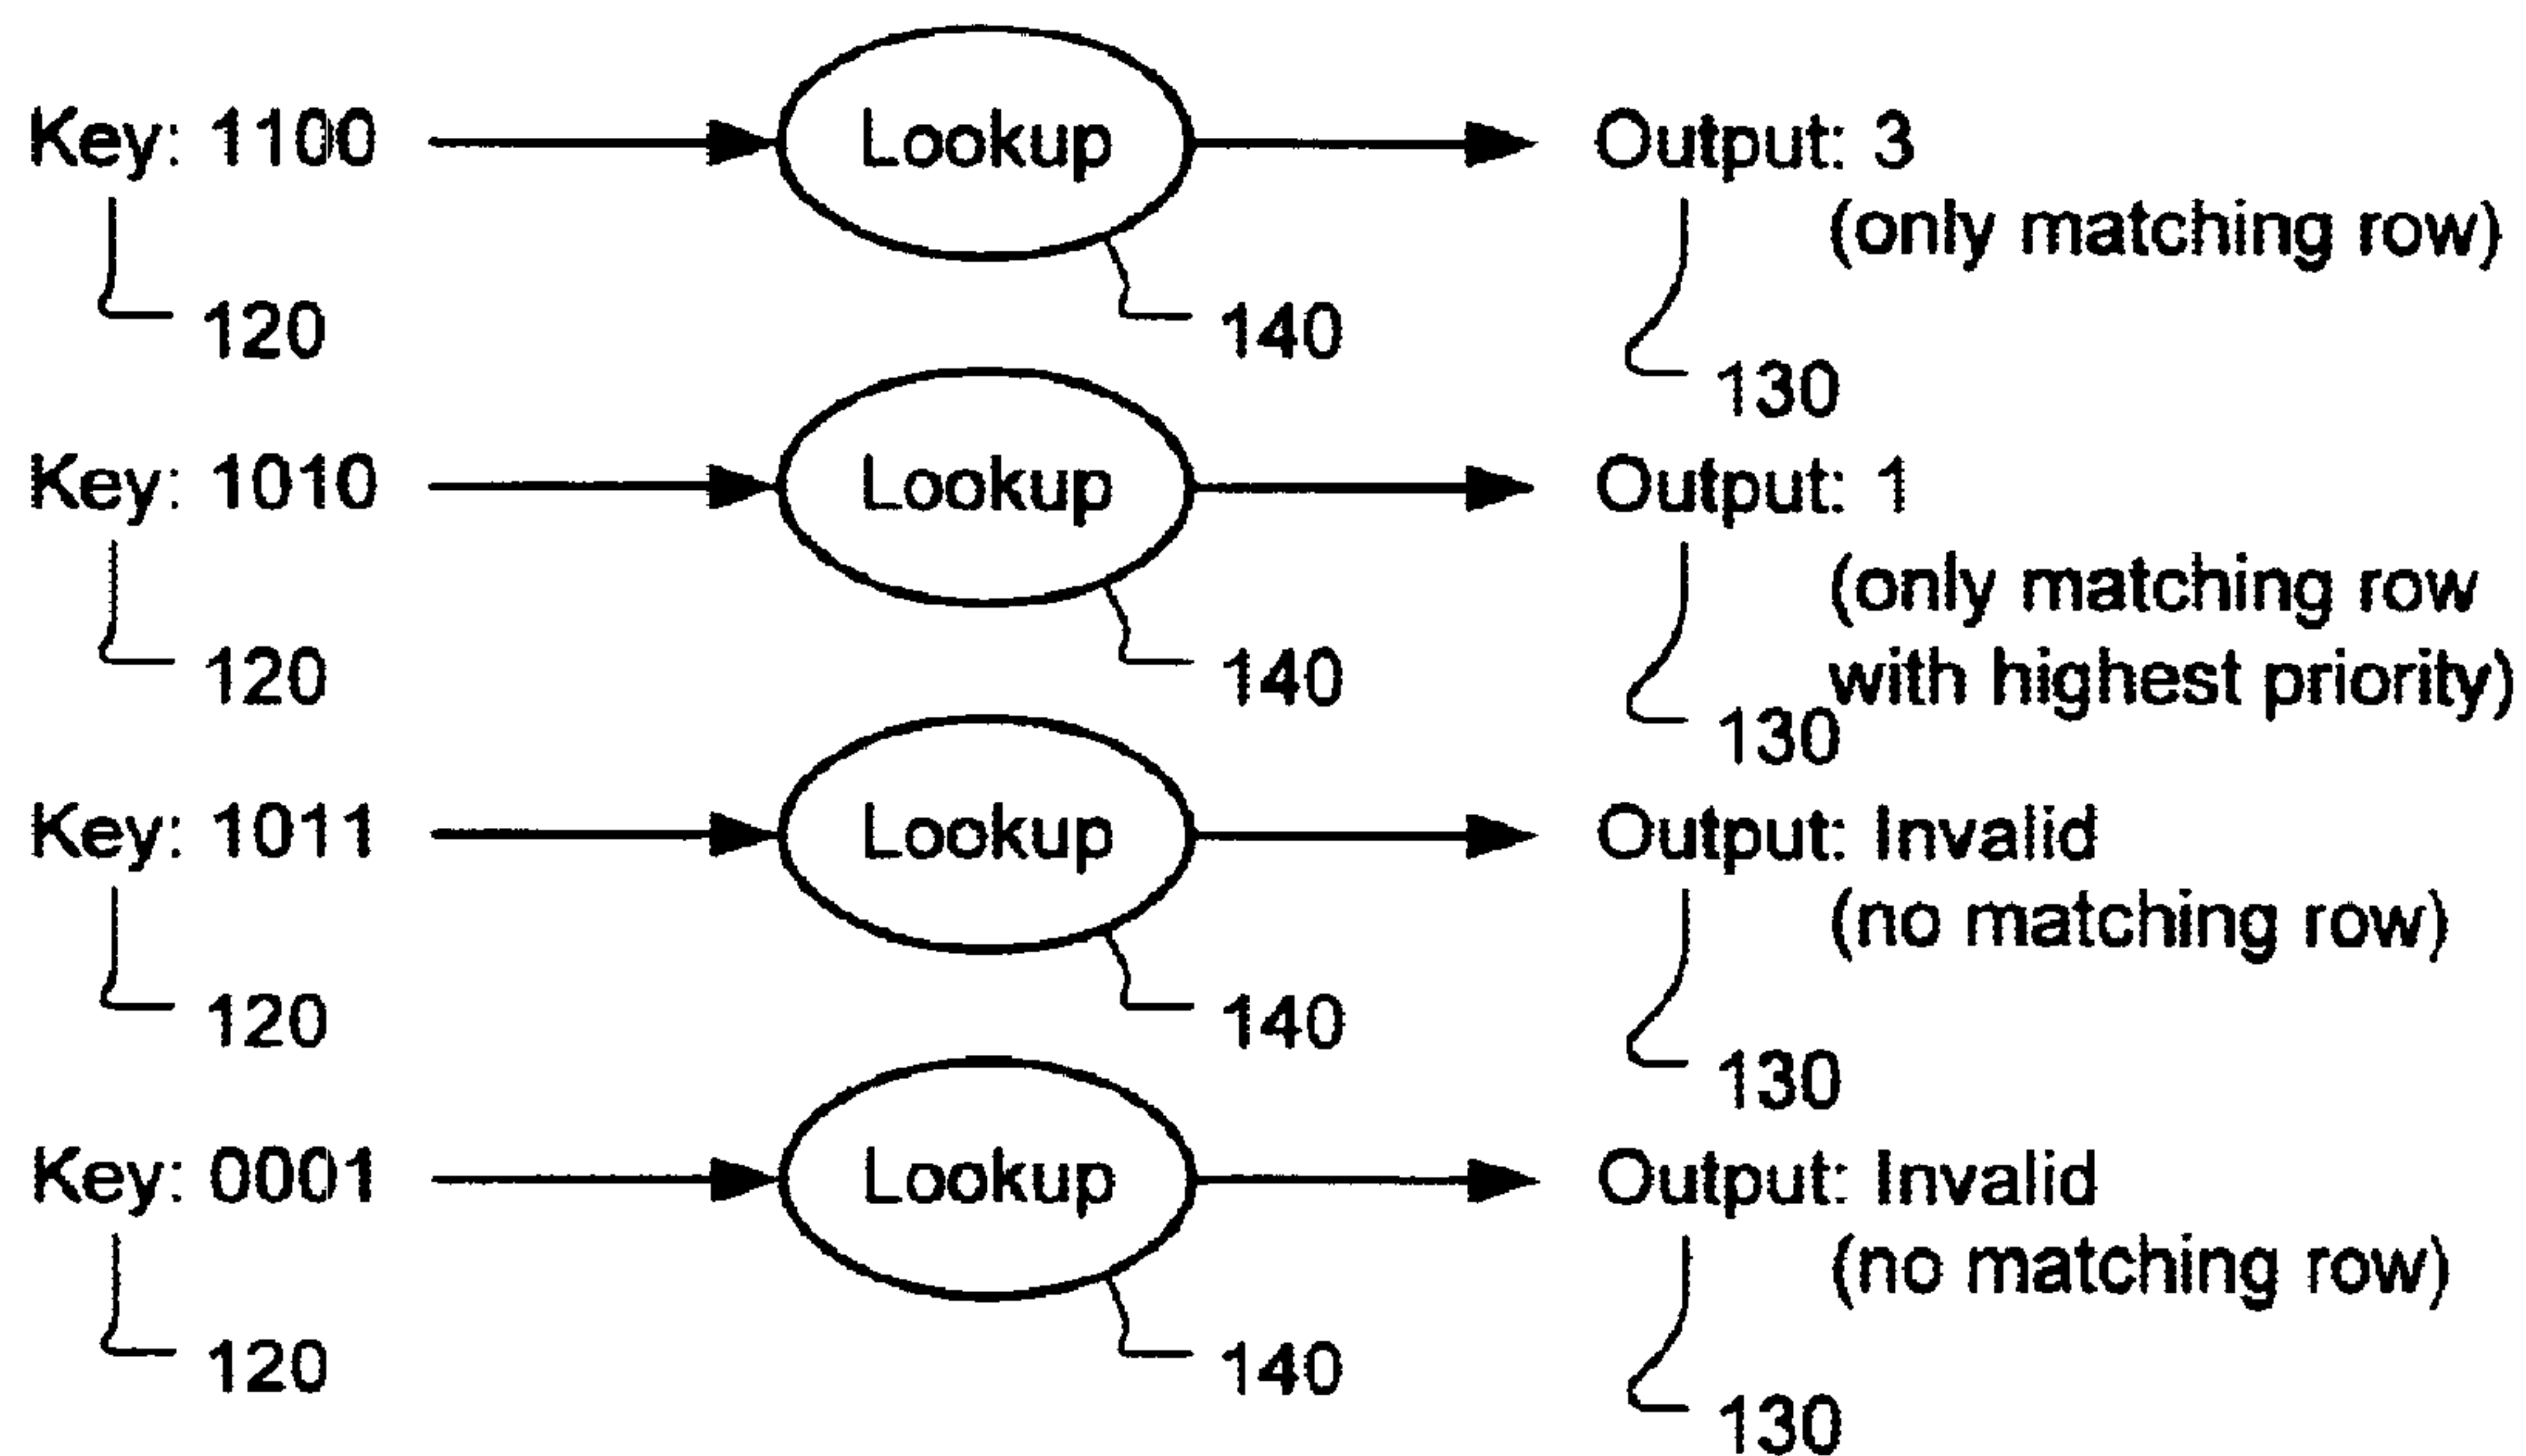 Key: 1100 Lookup Output: 3
(only matching row)
120 140 130
Key: 1010 Lookup Output: 1
(only matching row
with highest priority)
120 140 130
Key: 1011 Lookup Output: Invalid
(no matching row)
120 140 130
Key: 0001 Lookup Output: Invalid
(no matching row)
120 140 130